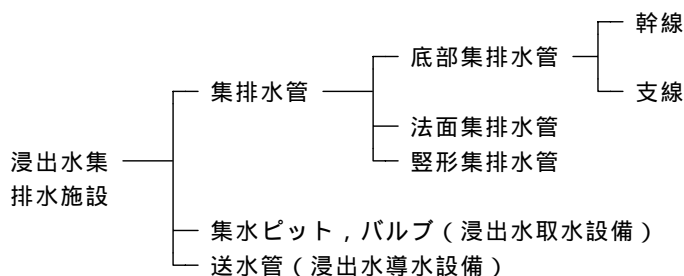 幹線
底部集排水管
集排水管
支線
法面集排水管
浸出水集
竪形集排水管
排水施設
集水ピット，バルブ（浸出水取水設備）
送水管（浸出水導水設備）